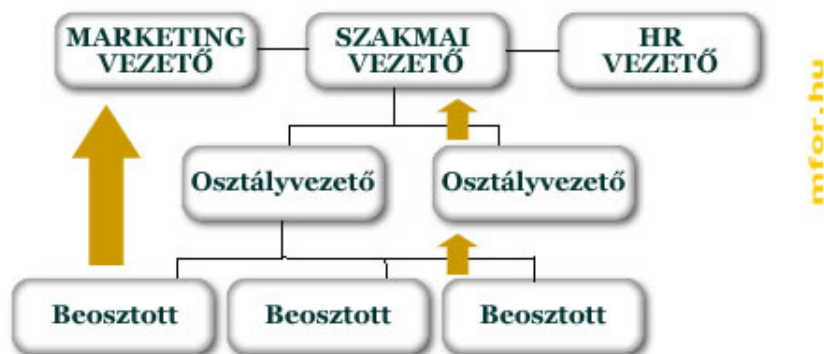 MARKETING
VEZETŐ
SZAKMAI
VEZETŐ
HR
VEZETŐ
Osztályvezető
Osztályvezető
Beosztott
Beosztott
Beosztott
mfor.hu